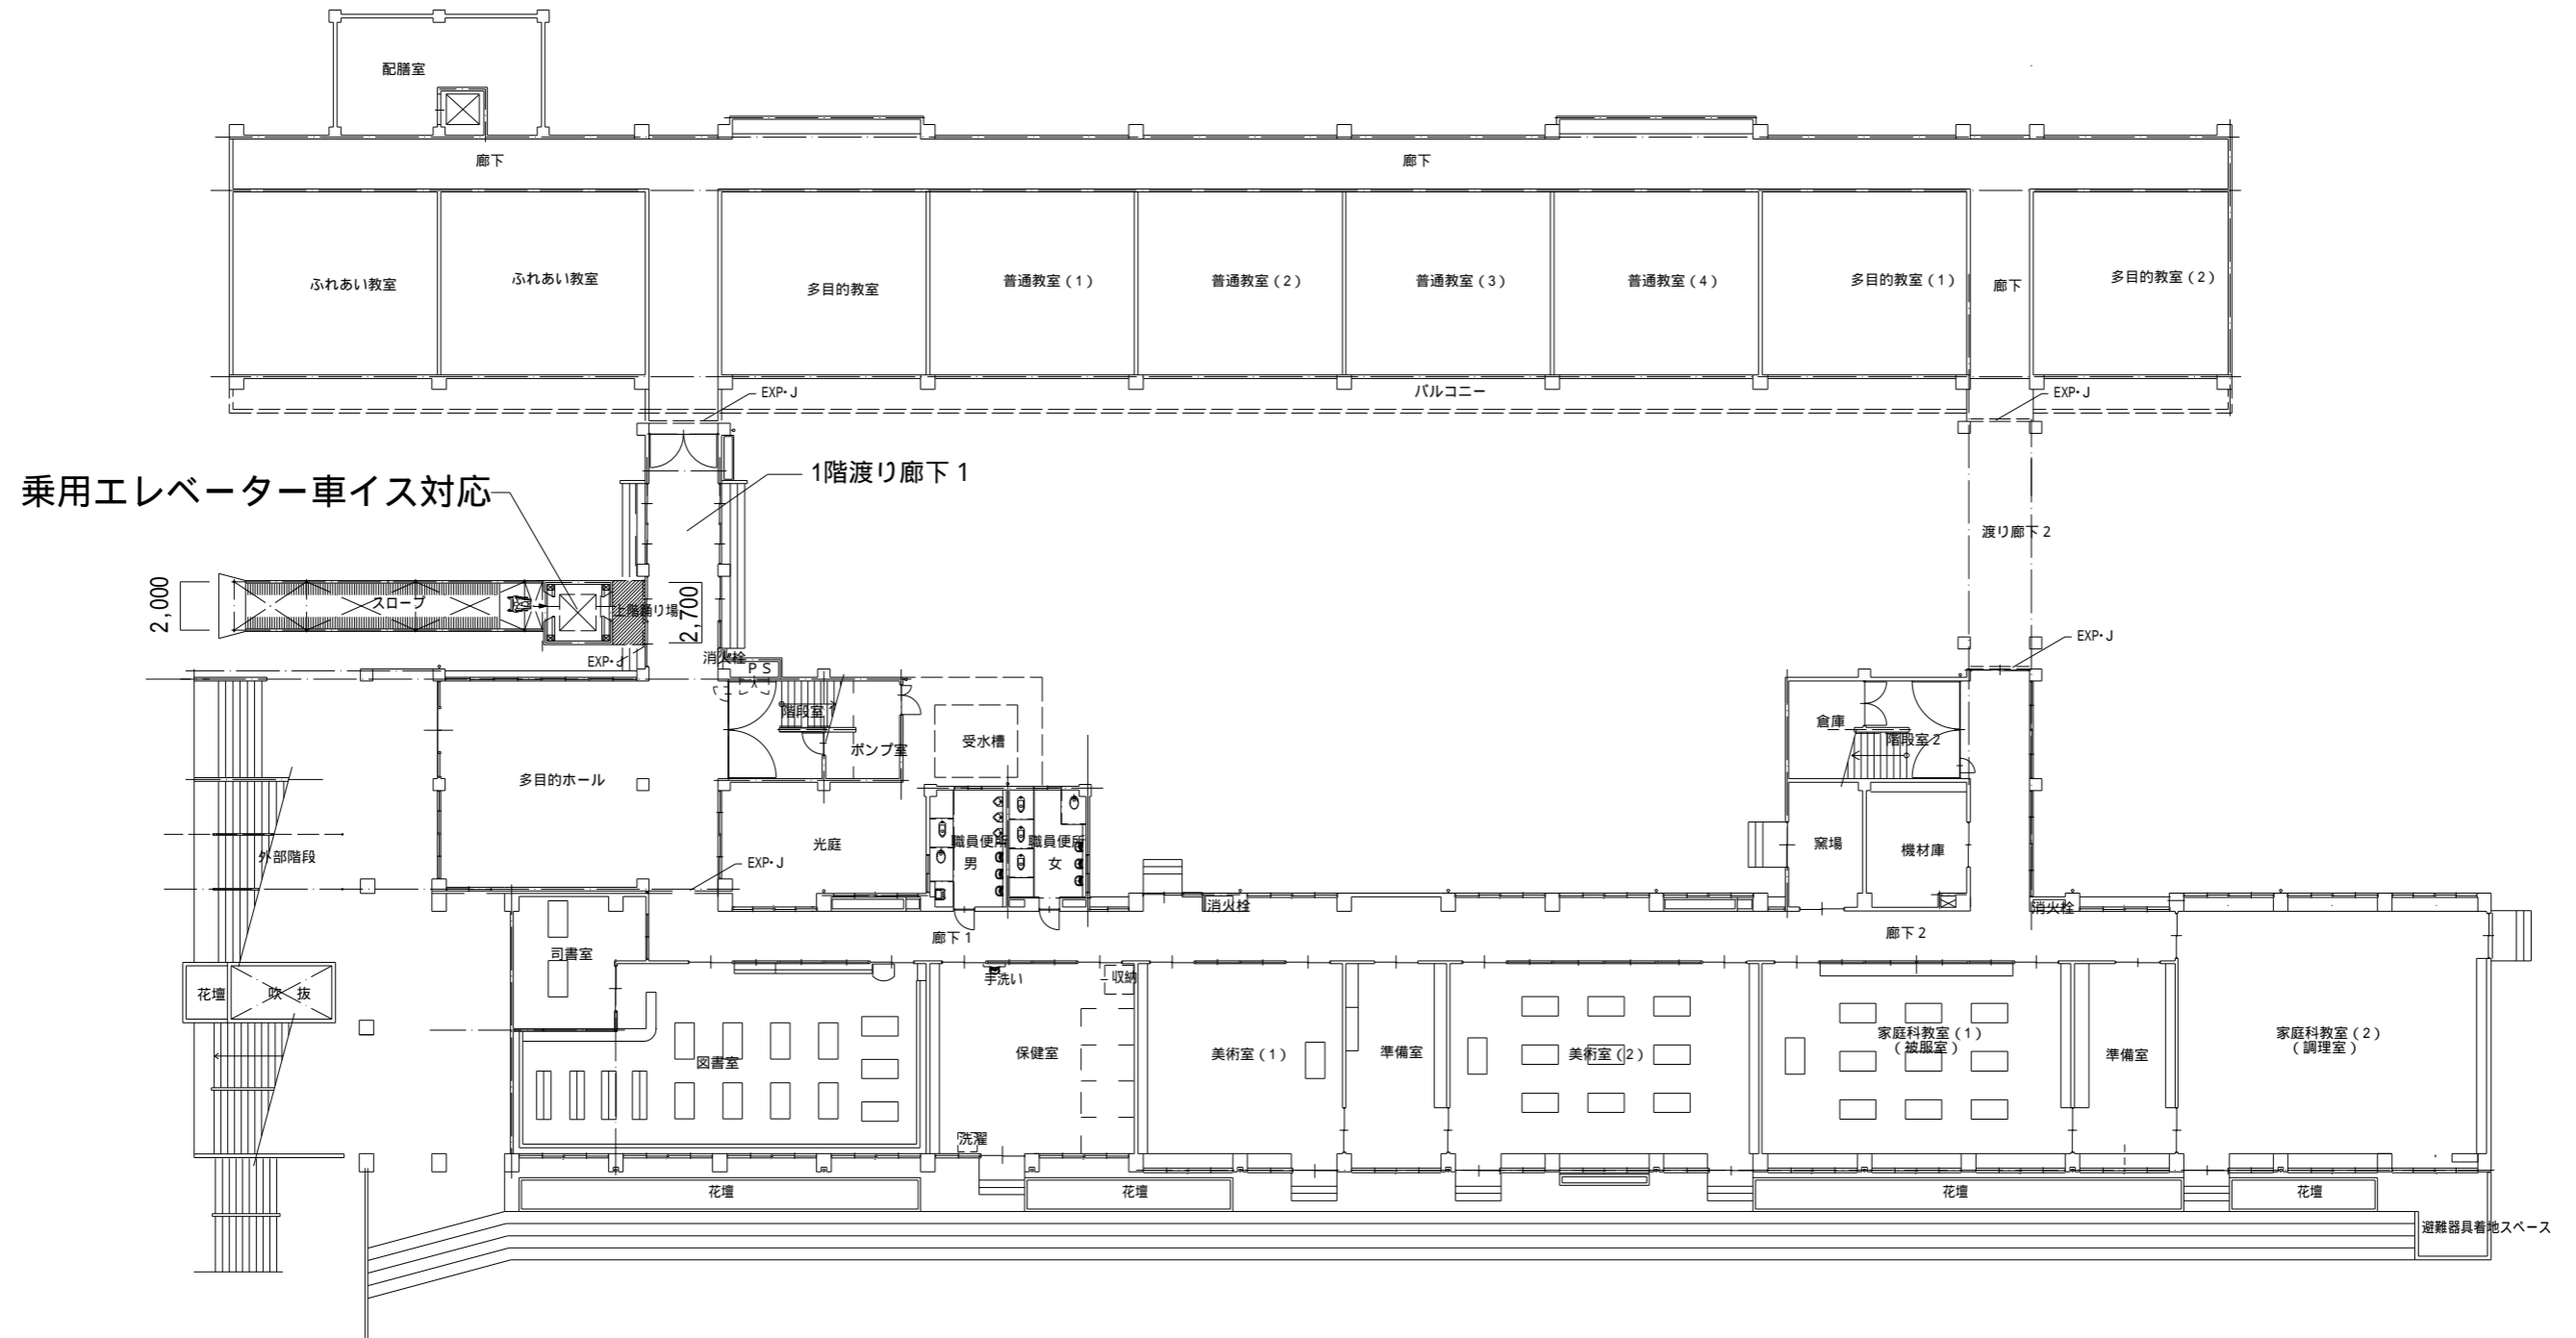 配膳室
廊下
廊下
ふれあい教室
ふれあい教室
多目的教室
普通教室（1）
普通教室（2）
普通教室（3）
普通教室（4）
多目的教室（1）
廊下
多目的教室（2）
EXP・J
バルコニー
EXP・J
乗用エレベーター車イス対応
1階渡り廊下1
渡り廊下2
2,000
スロープ
上階踊り場
2,700
EXP・J
消火栓
PS
EXP・J
階段室
ポンプ室
受水槽
倉庫
階段室2
多目的ホール
外部階段
光庭
職員便所
男
職員便所
女
窯場
機材庫
EXP・J
消火栓
消火栓
廊下1
廊下2
司書室
花壇
吹 抜
手洗い
収納
図書室
保健室
美術室（1）
準備室
美術室（2）
家庭科教室（1）
（被服室）
準備室
家庭科教室（2）
（調理室）
洗濯
花壇
花壇
花壇
花壇
避難器具着地スペース